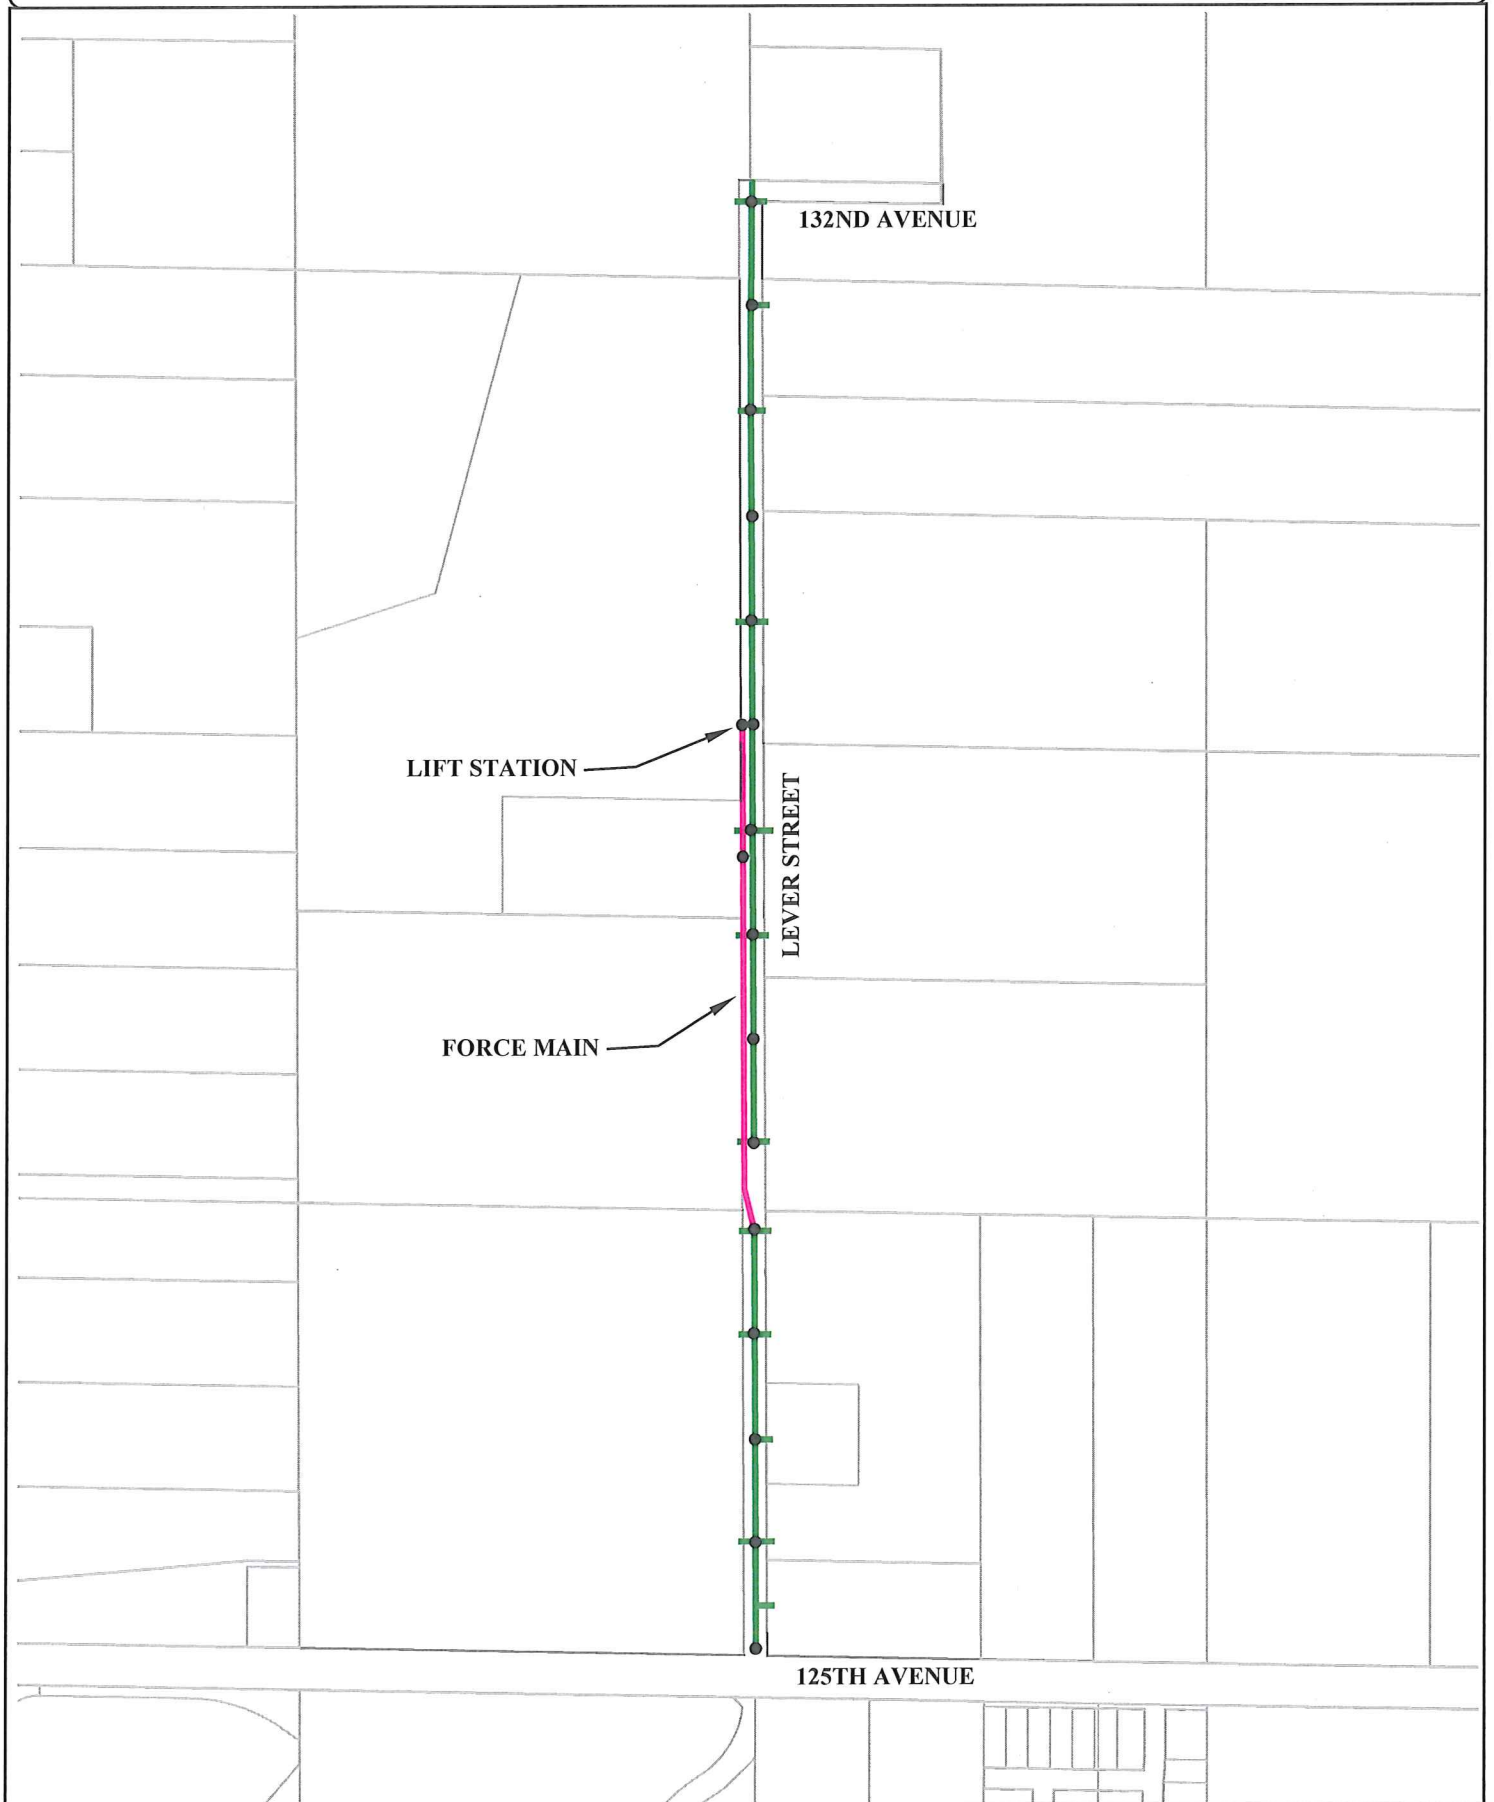 132ND AVENUE
LIFT STATION
LEVER STREET
FORCE MAIN
125TH AVENUE